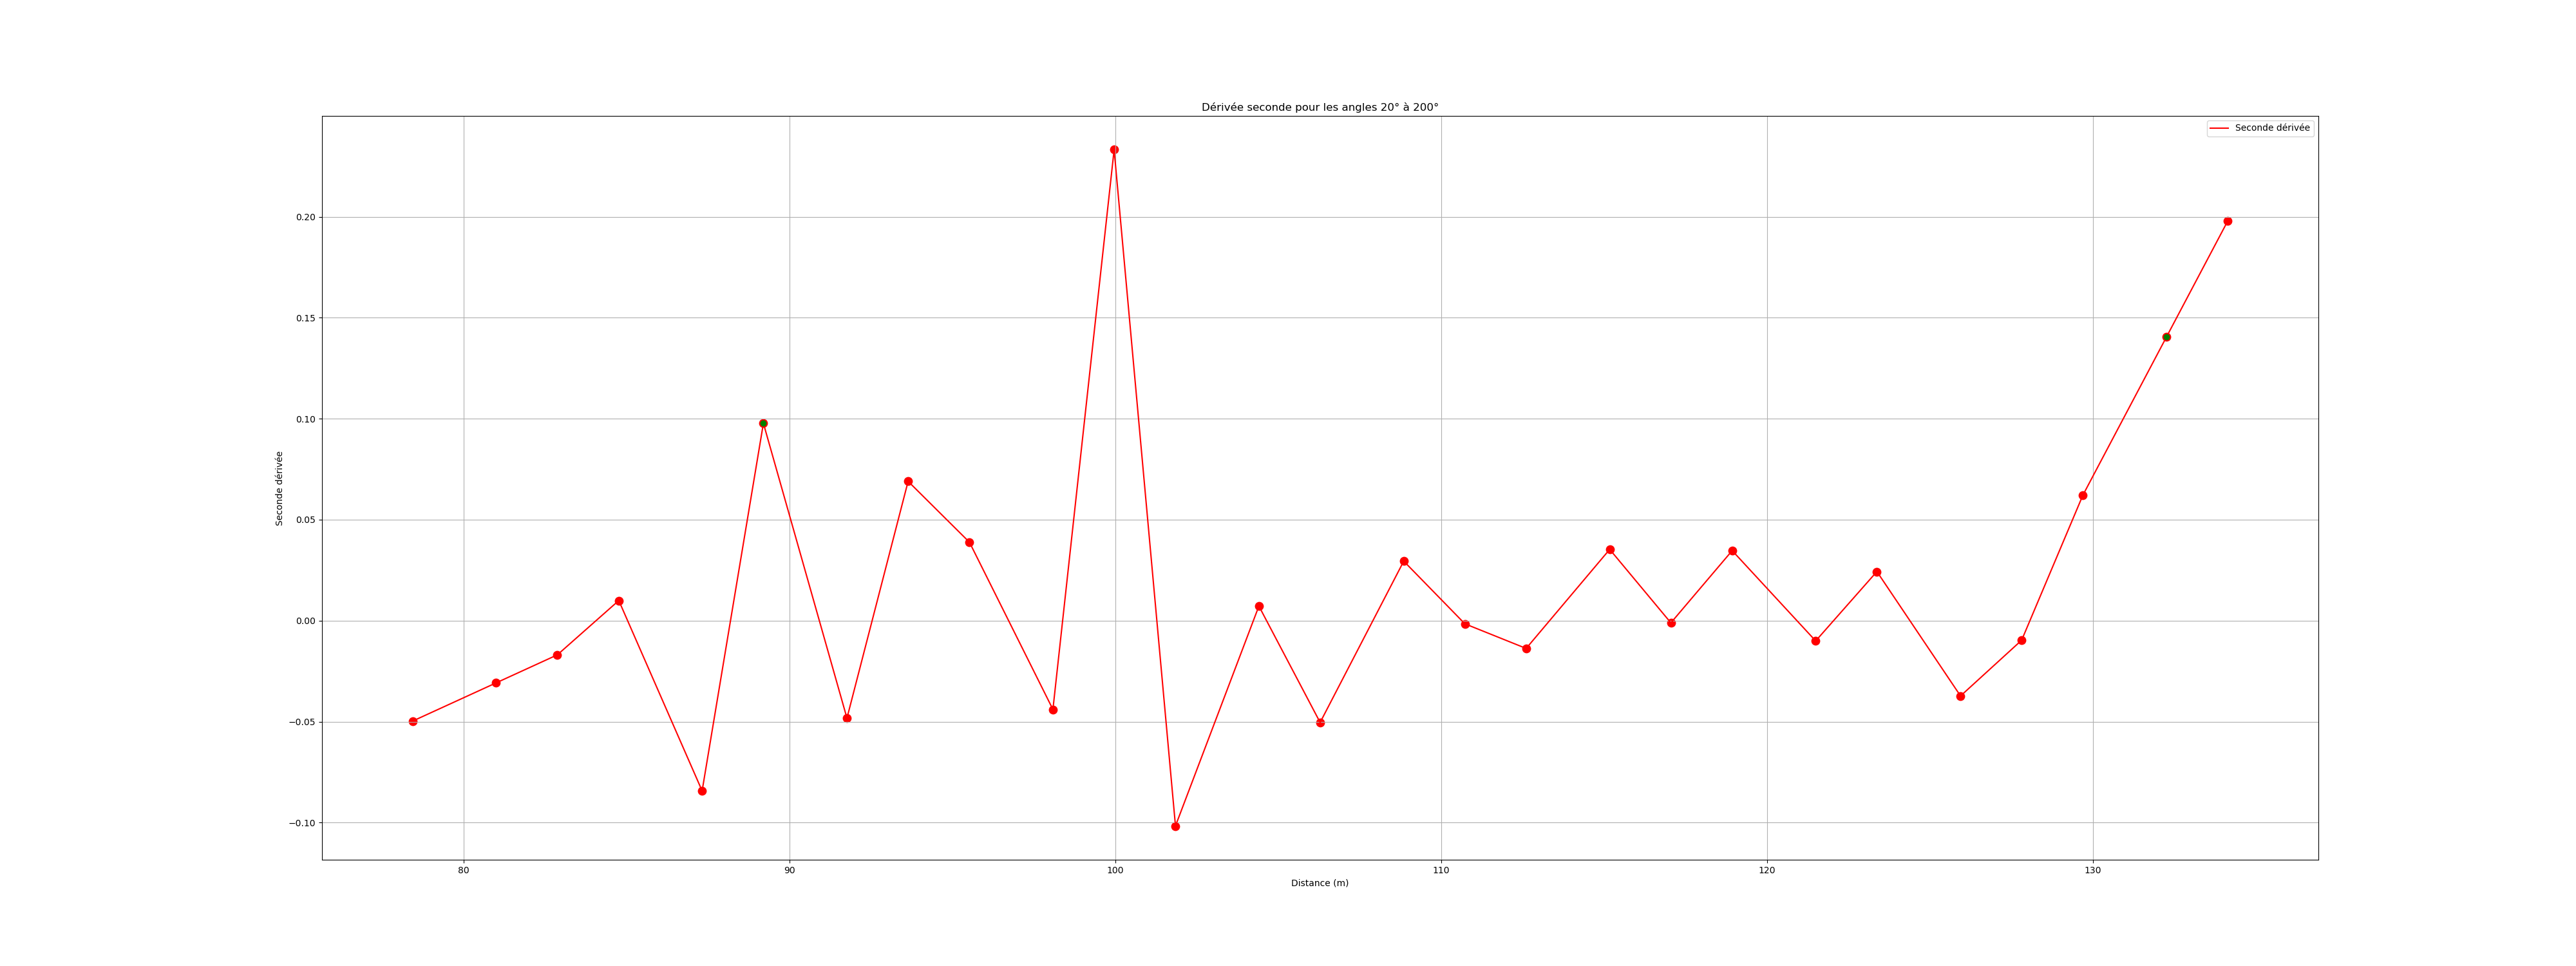 Dérivée seconde pour les angles 20° à 200°
Seconde dérivée
0.20
0.15
0.10
0.05
0.00
−0.05
−0.10
Seconde dérivée
80 90 100 110 120 130
Distance (m)